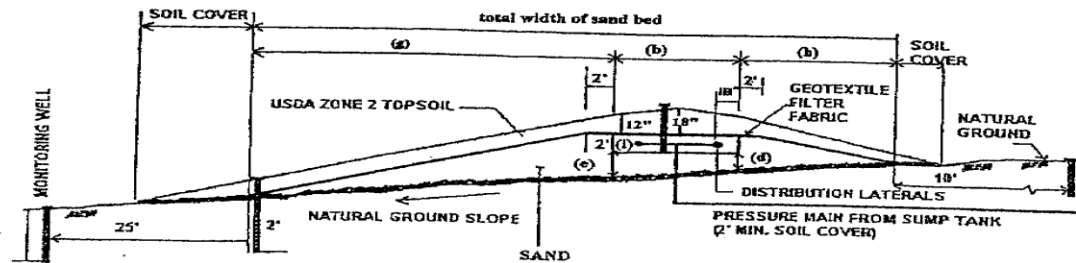 SOIL COVER
total width of sand bed
SOIL
COVER
(g)
(b)
(h)
2'
2'
GEOTEXTILE
FILTER
FABRIC
USDA ZONE 2 TOPSOIL
NATURAL
GROUND
12"
18"
2'
(i)
(e)
(d)
MONITORING WELL
10'
DISTRIBUTION LATERALS
NATURAL GROUND SLOPE
PRESSURE MAIN FROM SUMP TANK
(2' MIN. SOIL COVER)
25'
2'
SAND